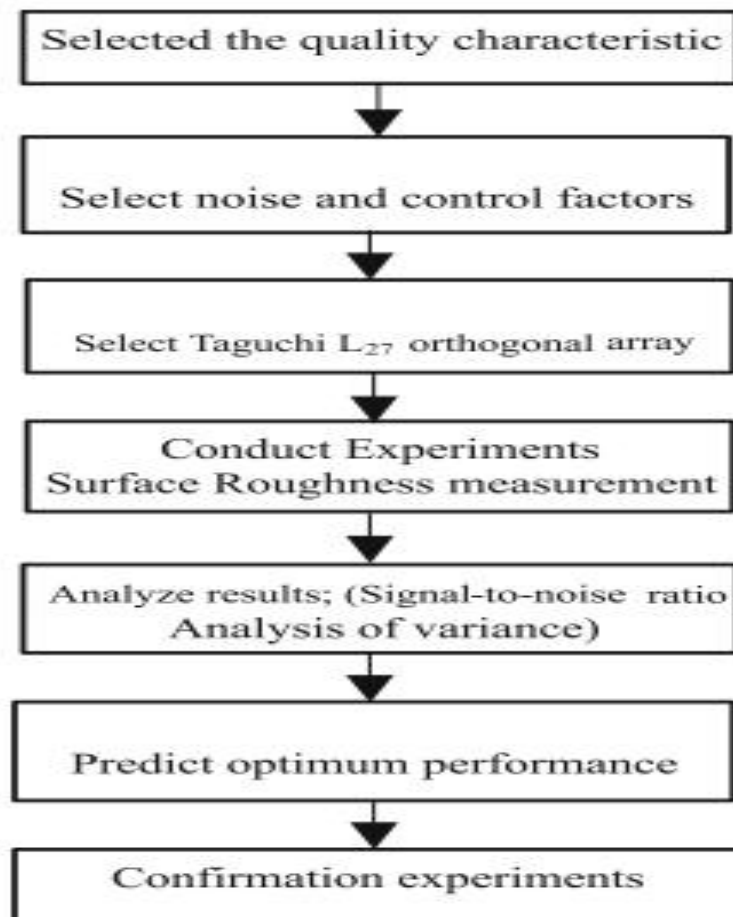 Selected the quality characteristic
Select noise and control factors
Select Taguchi L₂₇ orthogonal array
Conduct Experiments
Surface Roughness measurement
Analyze results; (Signal-to-noise ratio
Analysis of variance)
Predict optimum performance
Confirmation experiments